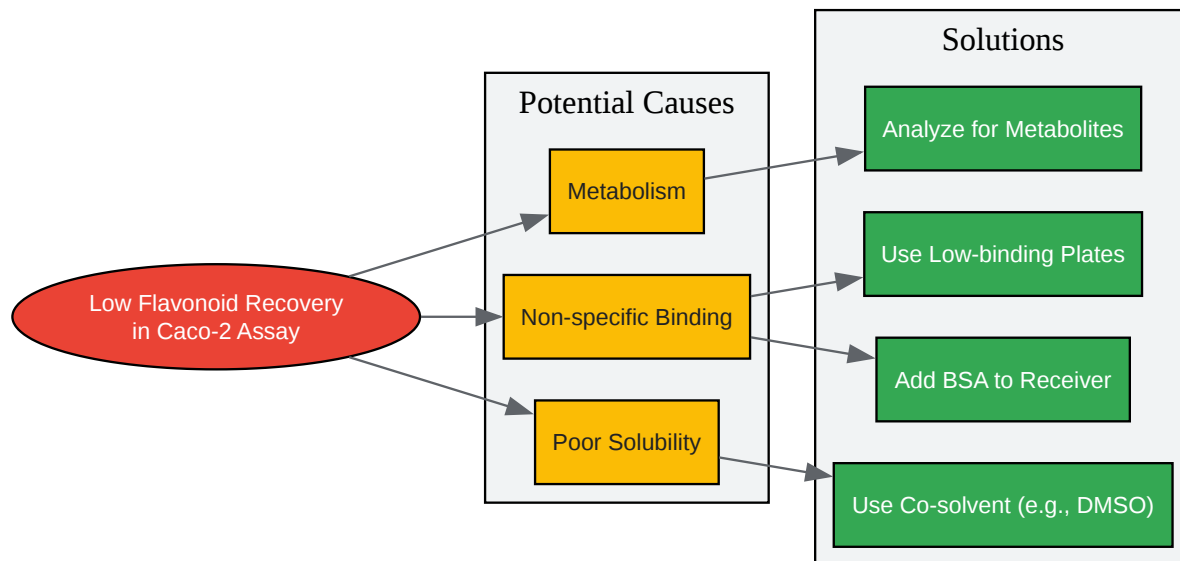 Low Flavonoid Recovery
in Caco-2 Assay
Potential Causes
Metabolism
Non-specific Binding
Poor Solubility
Solutions
Analyze for Metabolites
Use Low-binding Plates
Add BSA to Receiver
Use Co-solvent (e.g., DMSO)